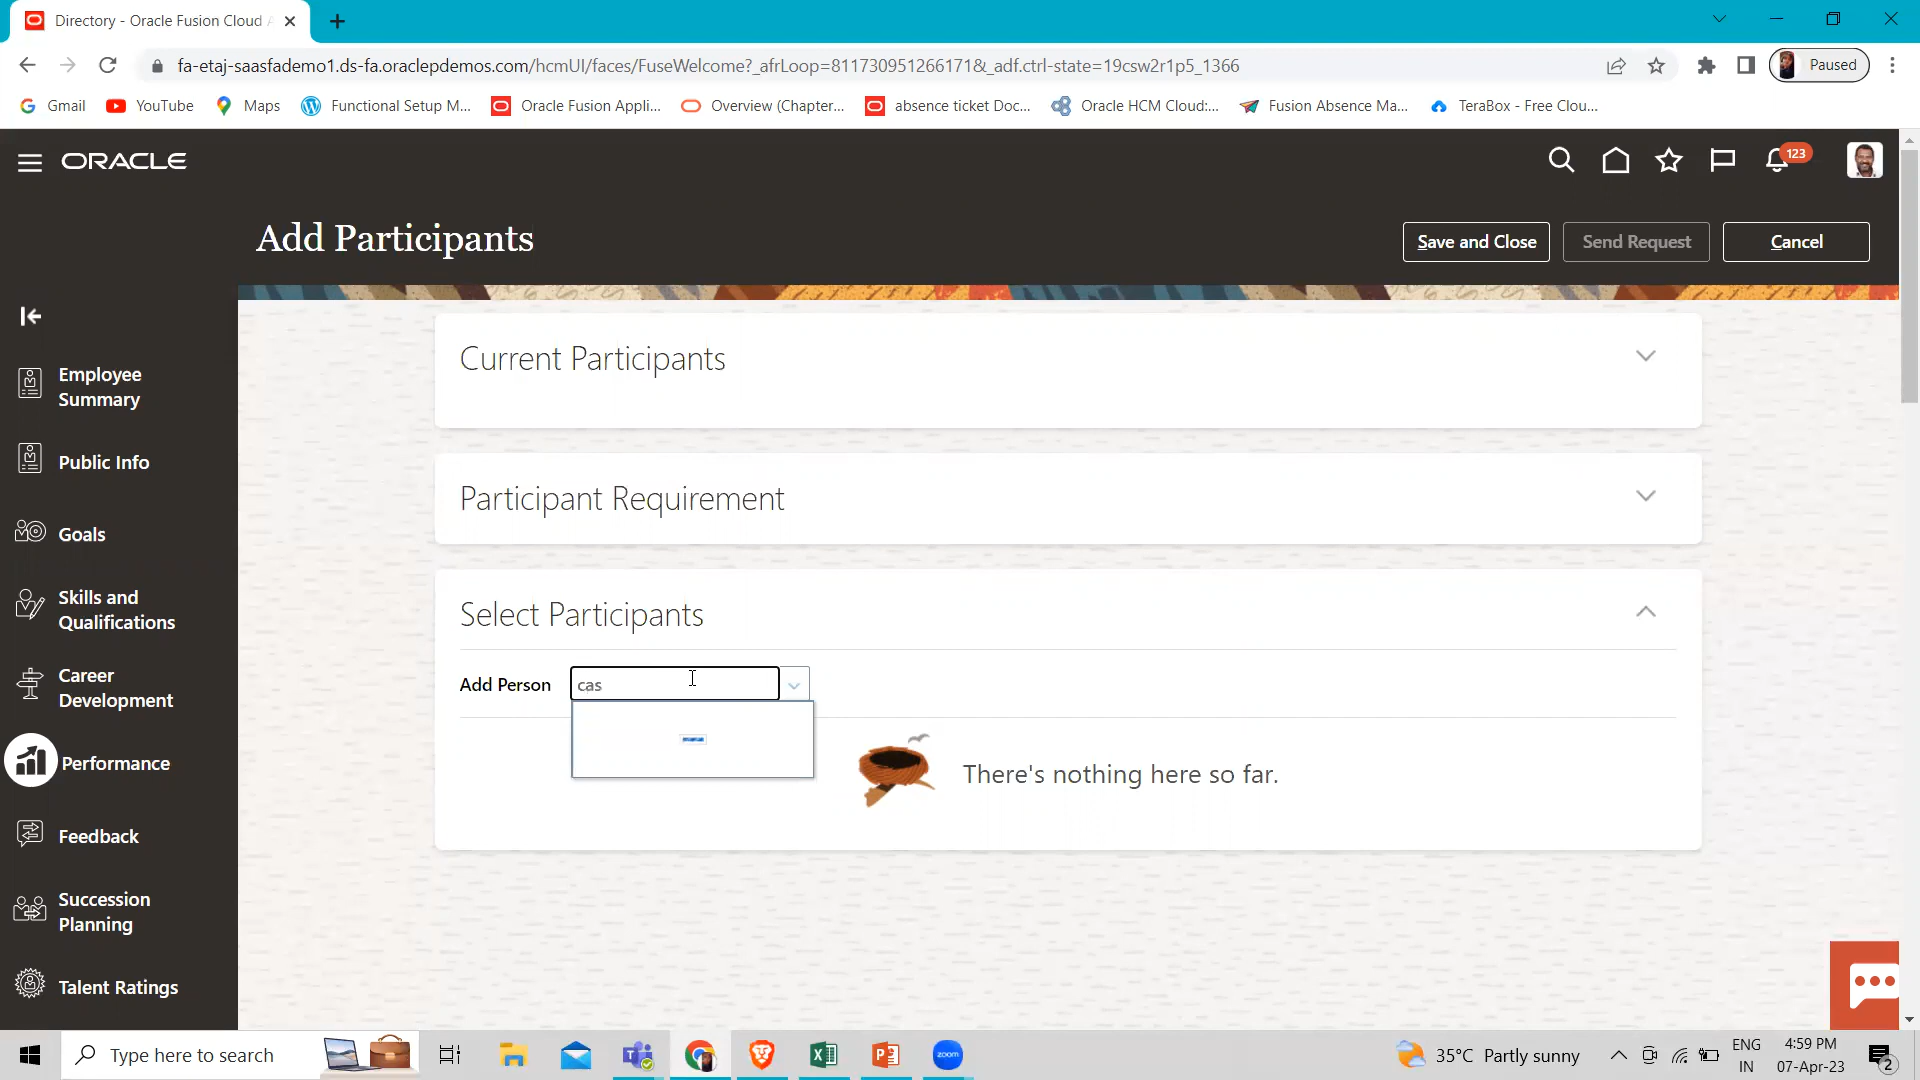 Directory - Oracle Fusion Cloud A
fa-etaj-saasfademo1.ds-fa.oraclepdemos.com/hcmUI/faces/FuseWelcome?_afrLoop=811730951266171&_adf.ctrl-state=19csw2r1p5_1366
Paused
Gmail
YouTube
Maps
Functional Setup M...
Oracle Fusion Appli...
Overview (Chapter...
absence ticket Doc...
Oracle HCM Cloud:...
Fusion Absence Ma...
TeraBox - Free Clou...
ORACLE
123
Add Participants
Save and Close
Send Request
Cancel
Employee
Summary
Public Info
Goals
Skills and
Qualifications
Career
Development
Performance
Feedback
Succession
Planning
Talent Ratings
Current Participants
Participant Requirement
Select Participants
Add Person
cas
There's nothing here so far.
Type here to search
zoom
35°C Partly sunny
ENG
IN
4:59 PM
07-Apr-23
2